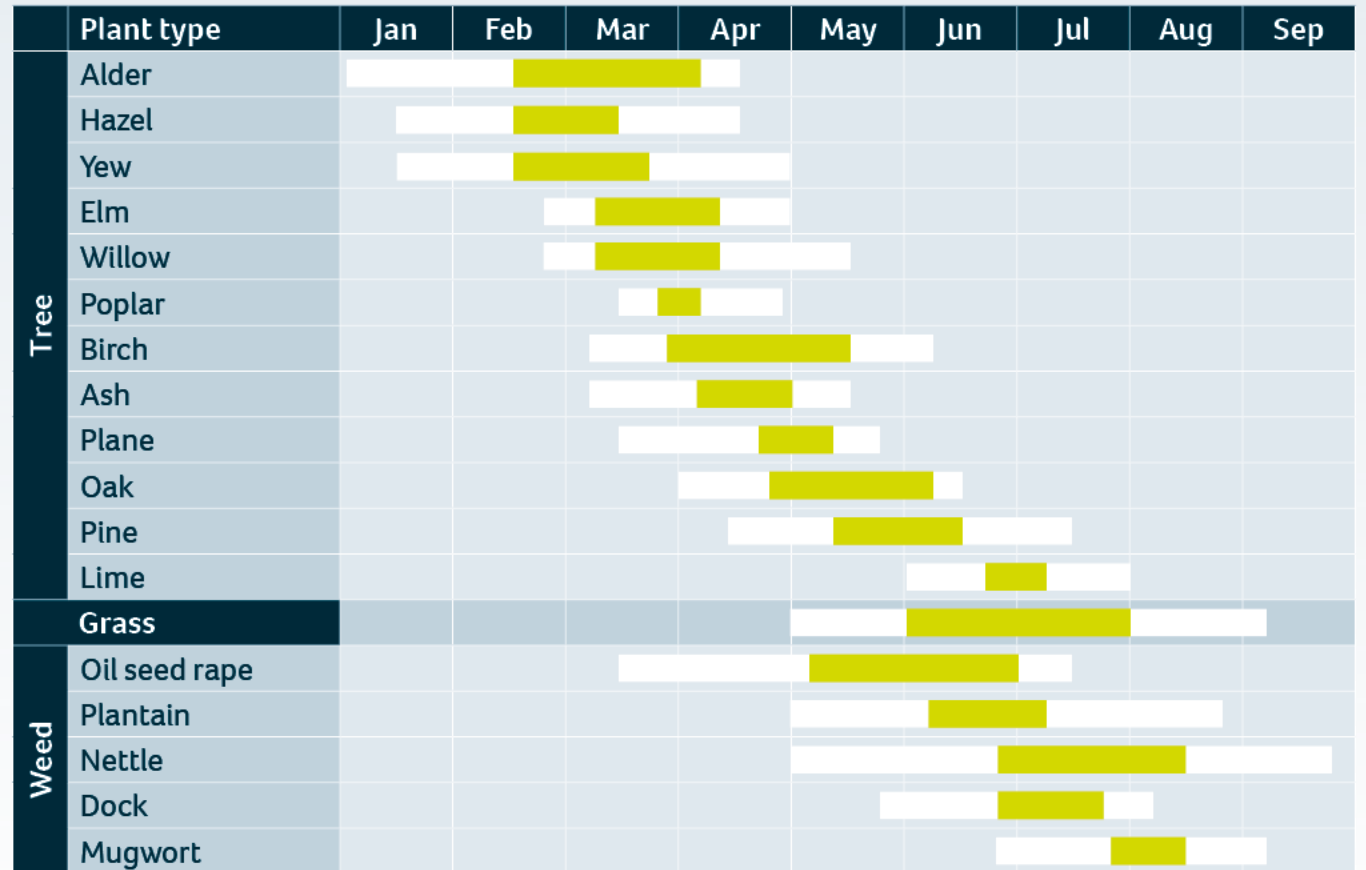 Plant type Jan Feb Mar Apr May Jun Jul Aug Sep
Tree
Alder
Hazel
Yew
Elm
Willow
Poplar
Birch
Ash
Plane
Oak
Pine
Lime
Grass
Weed
Oil seed rape
Plantain
Nettle
Dock
Mugwort